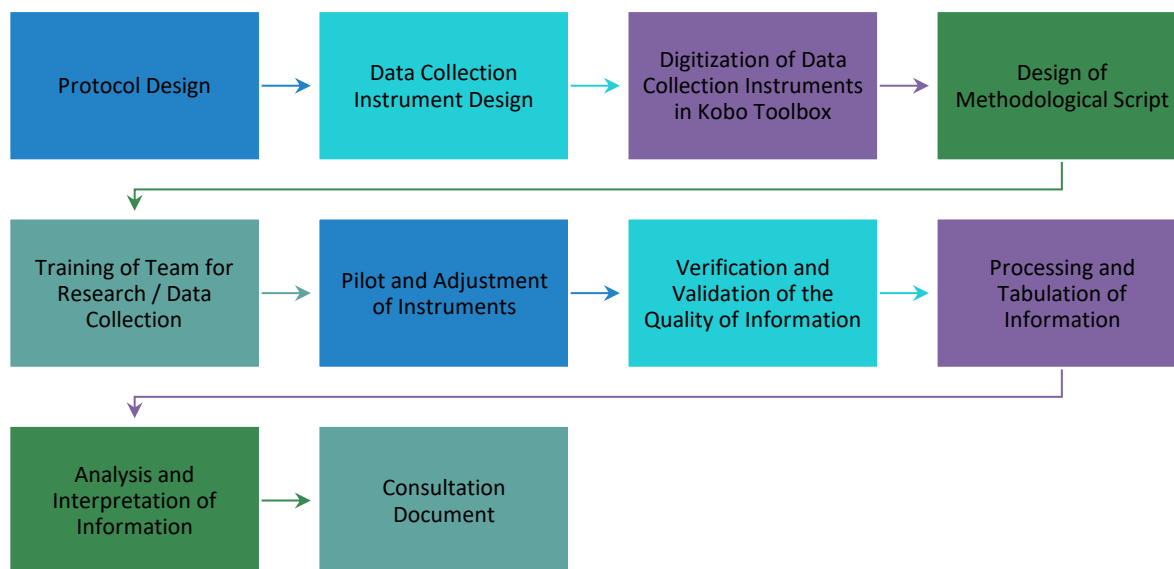 Protocol Design
Data Collection
Instrument Design
Digitization of Data
Collection Instruments
in Kobo Toolbox
Design of
Methodological Script
Training of Team for
Research / Data
Collection
Pilot and Adjustment
of Instruments
Verification and
Validation of the
Quality of Information
Processing and
Tabulation of
Information
Analysis and
Interpretation of
Information
Consultation
Document